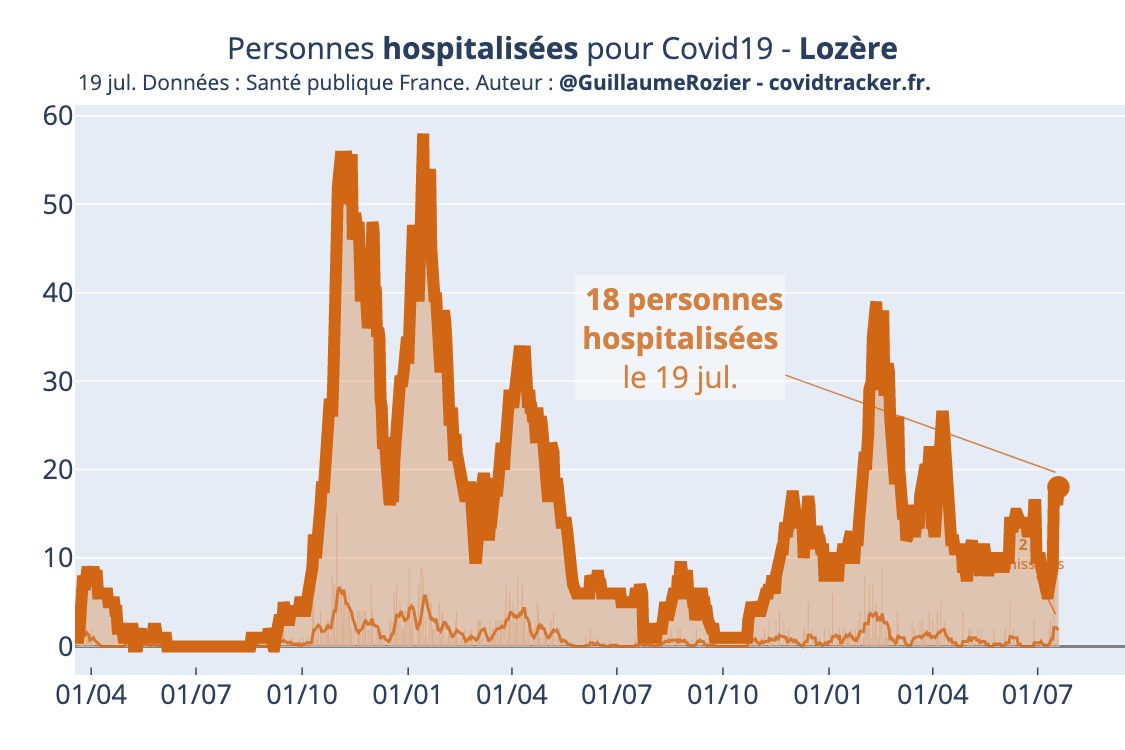 Personnes hospitalisées pour Covid19 - Lozère
19 jul. Données : Santé publique France. Auteur : @GuillaumeRozier - covidtracker.fr.
60
50
40
30
20
10
0
18 personnes
hospitalisées
le 19 jul.
2
01/04 01/07 01/10 01/01 01/04 01/07 01/10 01/01 01/04 01/07